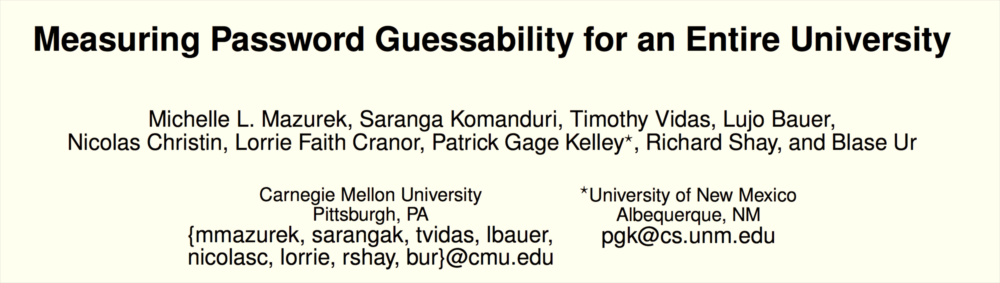 Measuring Password Guessability for an Entire University
Michelle L. Mazurek, Saranga Komanduri, Timothy Vidas, Lujo Bauer,
Nicolas Christin, Lorrie Faith Cranor, Patrick Gage Kelley⋆, Richard Shay, and Blase Ur
Carnegie Mellon University
Pittsburgh, PA
{mmazurek, sarangak, tvidas, lbauer,
nicolasc, lorrie, rshay, bur}@cmu.edu
⋆University of New Mexico
Albequerque, NM
pgk@cs.unm.edu